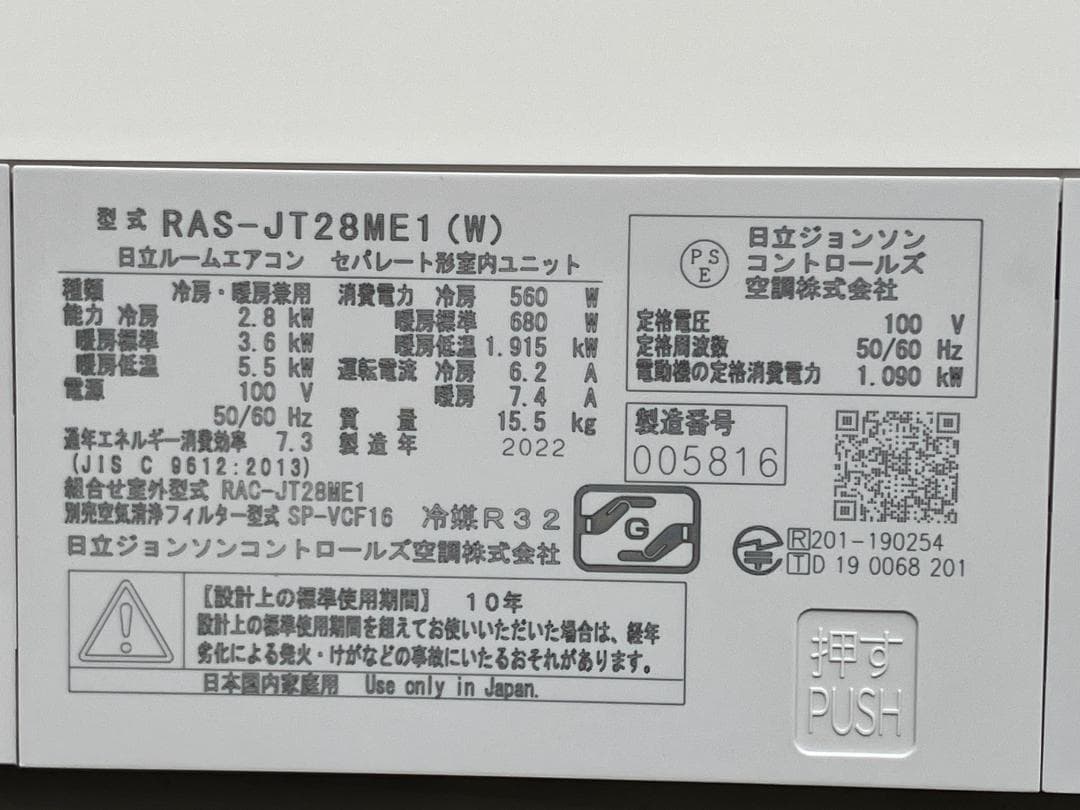 型式 RAS-JT28ME1(W)
日立ルームエアコン セパレート形室内ユニット
種類 冷房・暖房兼用
能力 冷房 2.8 kW
暖房標準 3.6 kW
暖房低温 5.5 kW
電源 100 V
50/60 Hz
通年エネルギー消費効率 7.3
(JIS C 9612:2013)
消費電力 冷房 560 W
暖房標準 680 W
暖房低温 1.915 kW
運転電流 冷房 6.2 A
暖房 7.4 A
質量 15.5 kg
製造年 2022
組合せ室外型式 RAC-JT28ME1
別売空気清浄フィルター型式 SP-VCF16
冷媒R32
日立ジョンソンコントロールズ空調株式会社
G
PS
E
日立ジョンソン
コントロールズ
空調株式会社
定格電圧 100 V
定格周波数 50/60 Hz
電動機の定格消費電力 1.090 kW
製造番号
005816
R 201-190254
T D 19 0068 201
【設計上の標準使用期間】 10年
設計上の標準使用期間を超えてお使いいただいた場合は、経年
劣化による発火・けがなどの事故にいたるおそれがあります。
日本国内家庭用 Use only in Japan.
押す
PUSH